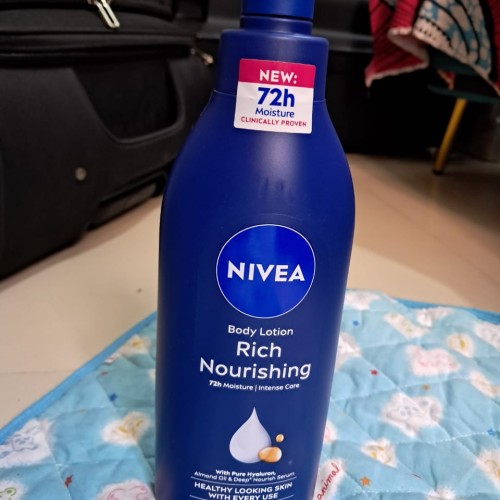 NEW:
72h
Moisture
CLINICALLY PROVEN
NIVEA
Body Lotion
Rich
Nourishing
72h Moisture | Intense Care
With Pure Hyaluron,
Almond Oil & Deep* Nourish Serum
HEALTHY LOOKING SKIN
WITH EVERY USE